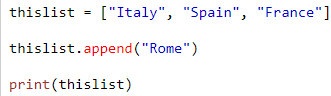 thislist = ["Italy", "Spain", "France"]
thislist.append("Rome")
print(thislist)